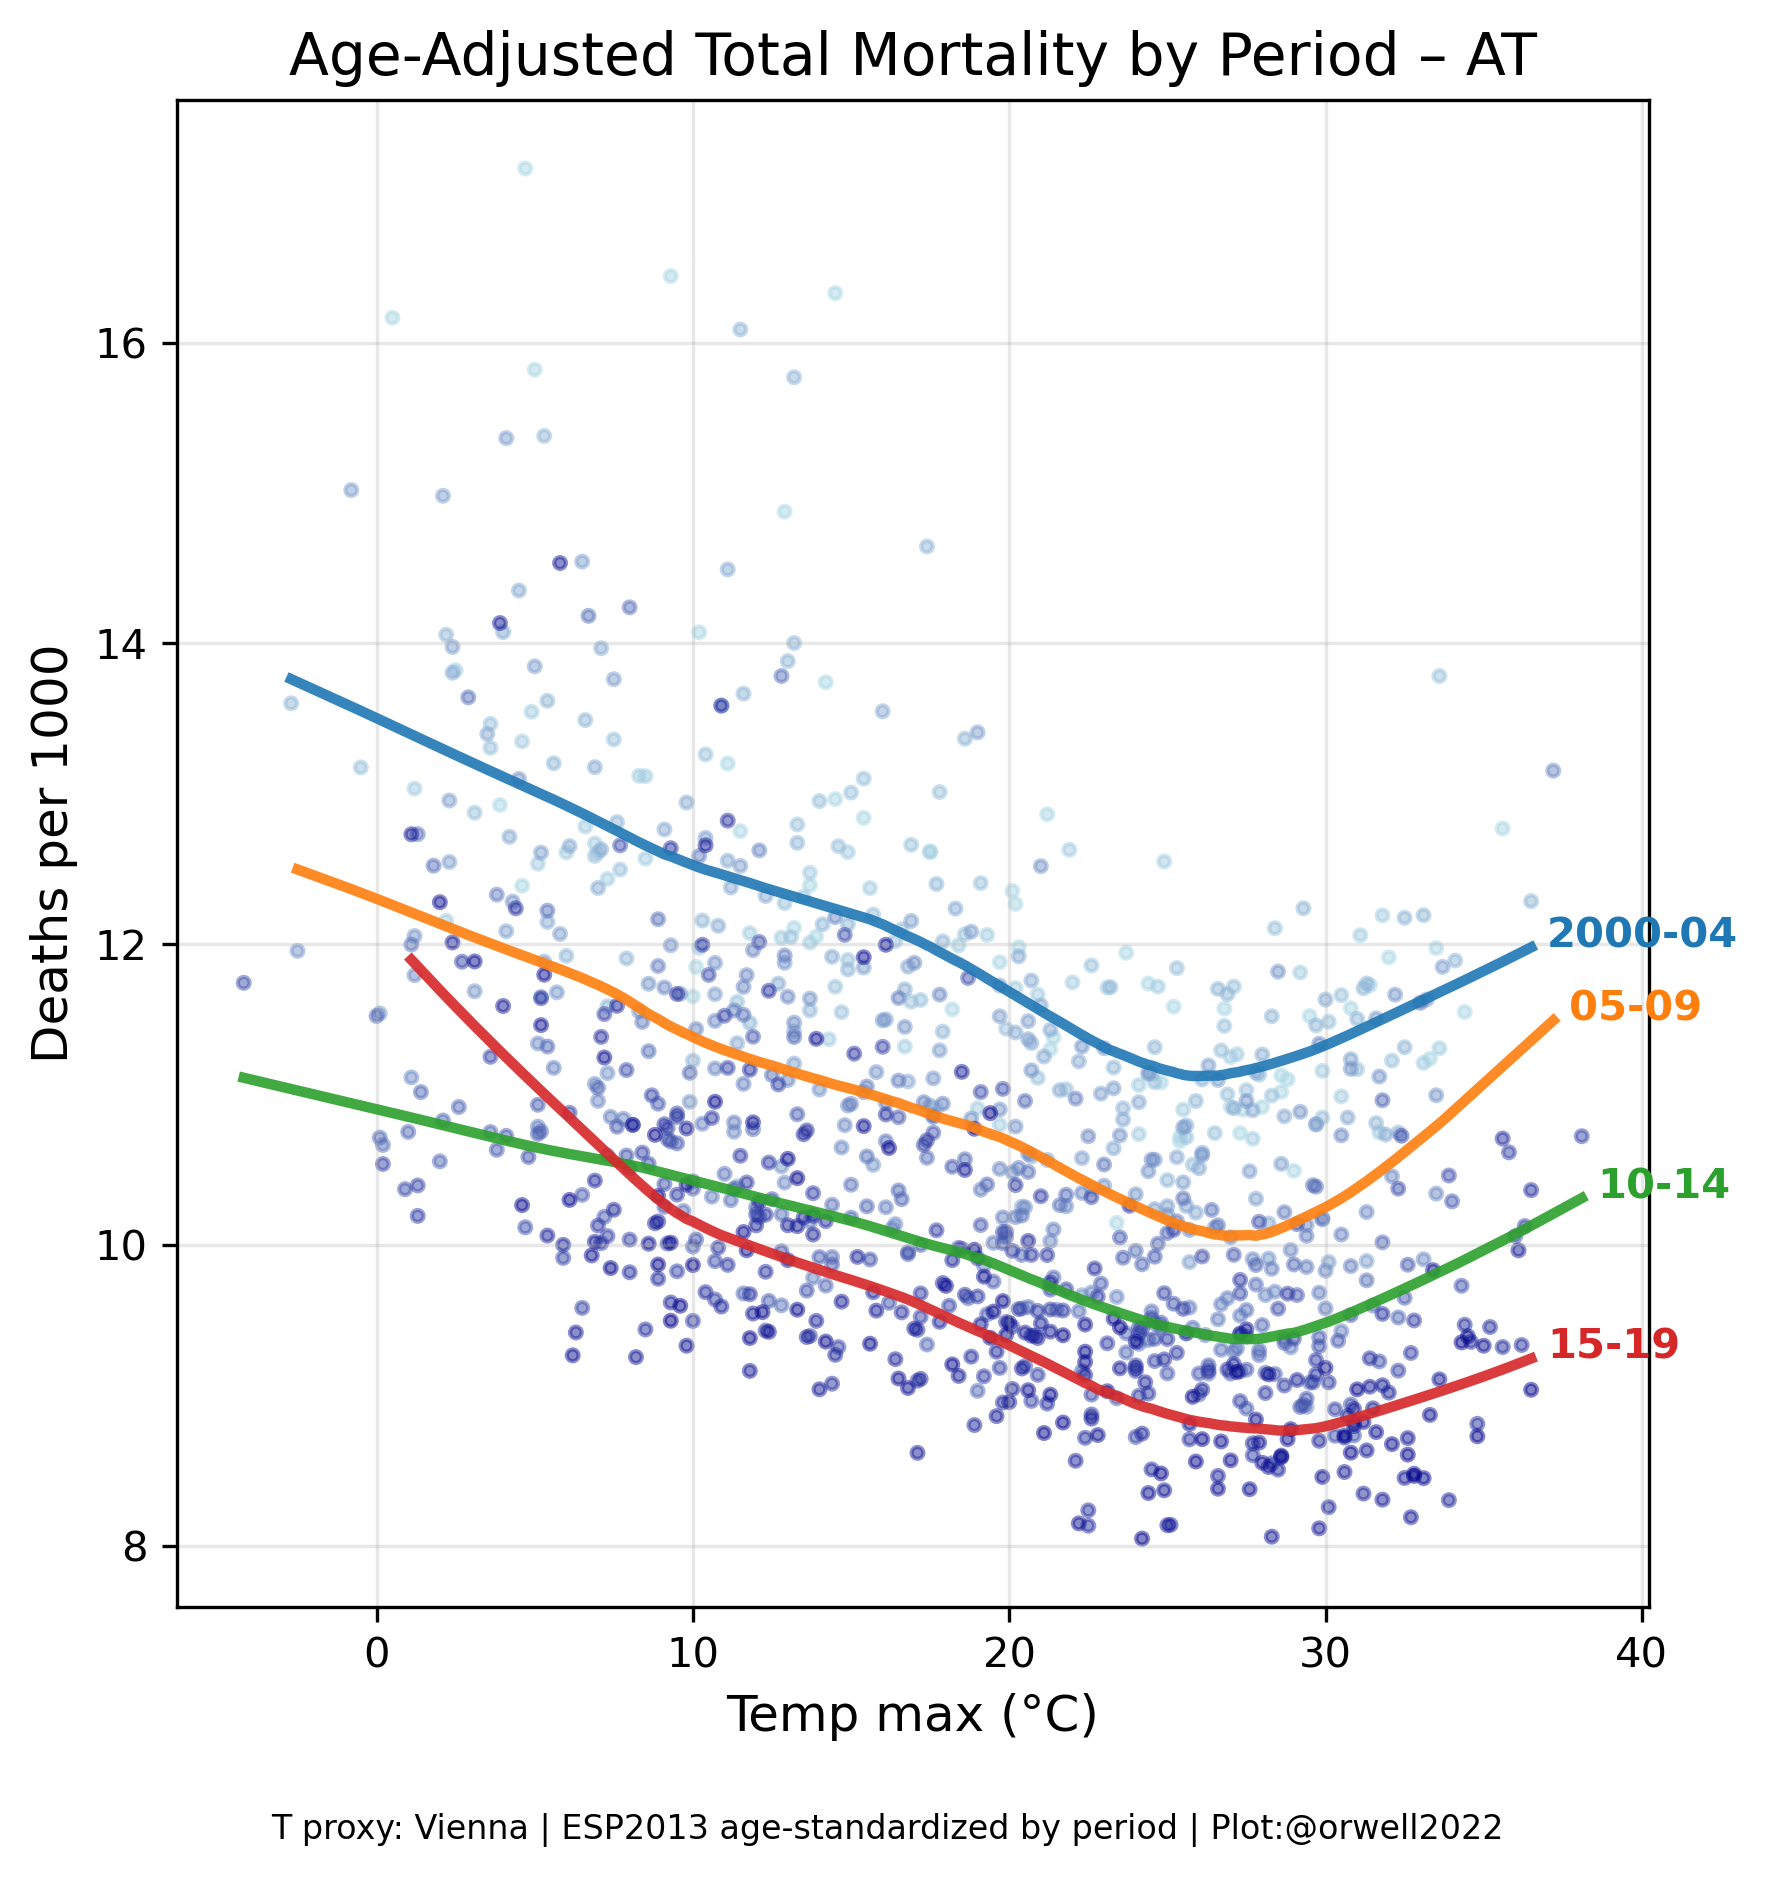 Age-Adjusted Total Mortality by Period – AT
Deaths per 1000
16
14
12
10
8
2000-04
05-09
10-14
15-19
0 10 20 30 40
Temp max (°C)
T proxy: Vienna | ESP2013 age-standardized by period | Plot:@orwell2022